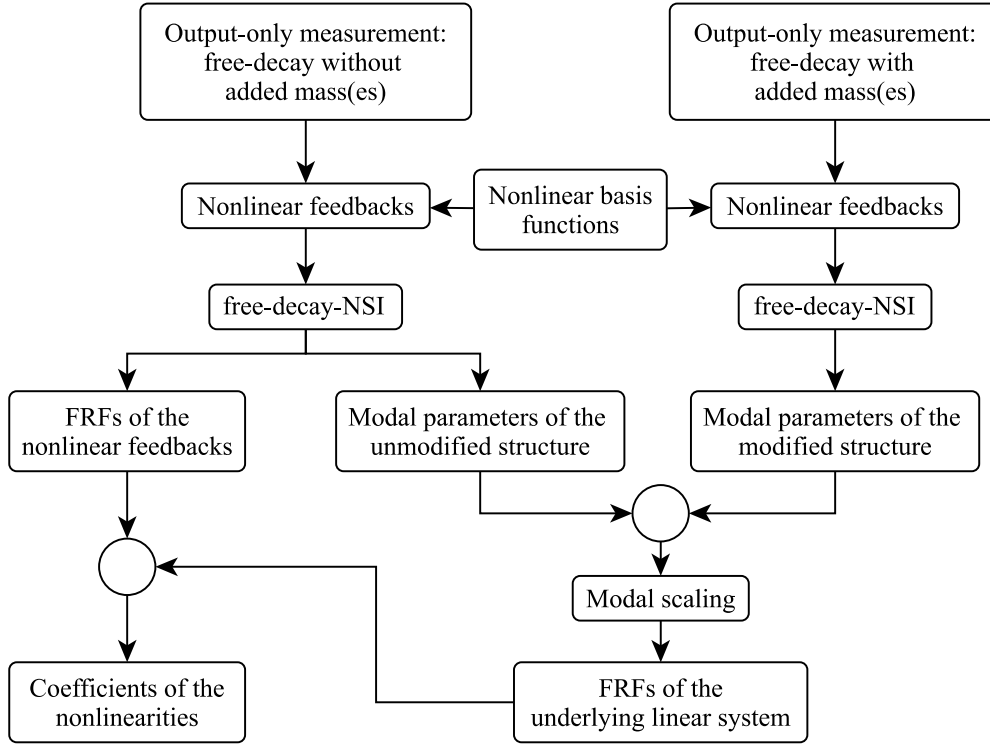 Output-only measurement:
free-decay without
added mass(es)
Output-only measurement:
free-decay with
added mass(es)
Nonlinear feedbacks
Nonlinear basis
functions
Nonlinear feedbacks
free-decay-NSI
free-decay-NSI
FRFs of the
nonlinear feedbacks
Modal parameters of the
unmodified structure
Modal parameters of the
modified structure
Modal scaling
Coefficients of the
nonlinearities
FRFs of the
underlying linear system